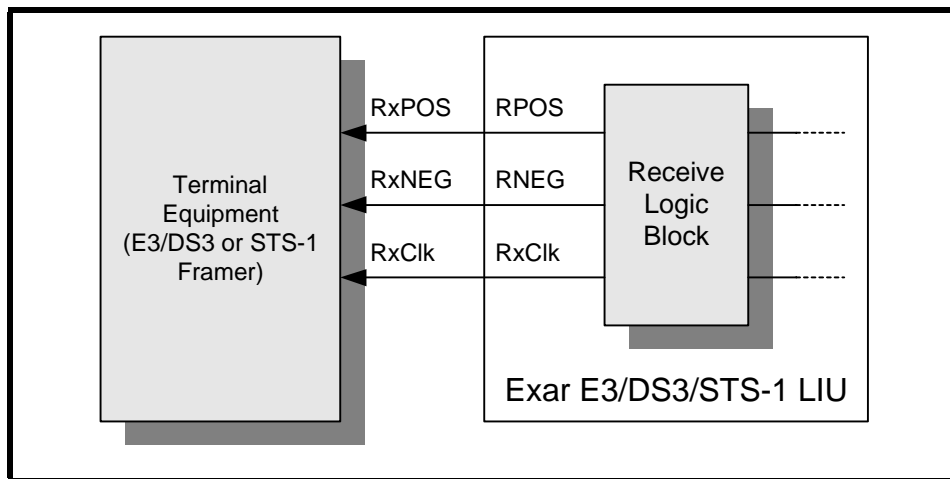 RxPOS RPOS
RxNEG RNEG
RxClk RxClk
Terminal
Equipment
(E3/DS3 or STS-1
Framer)
Receive
Logic
Block
Exar E3/DS3/STS-1 LIU